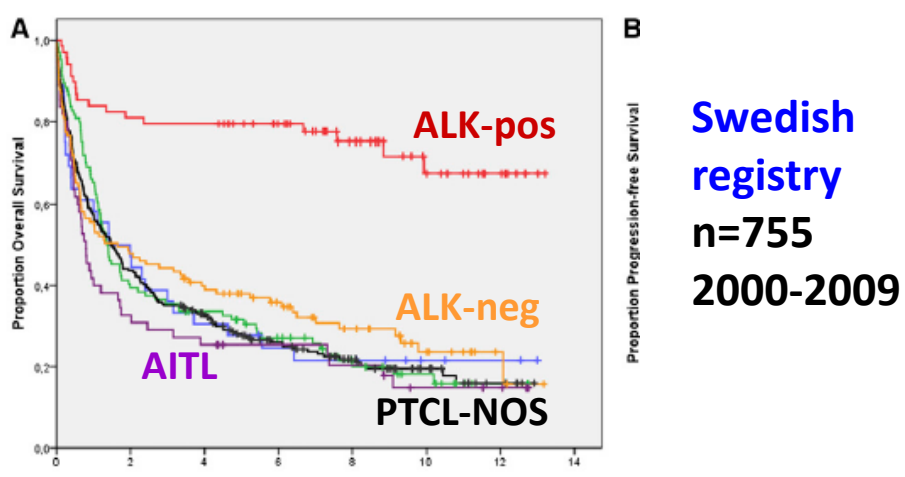 A
B
Proportion Overall Survival
1,0
0,8
0,6
0,4
0,2
0,0
0 2 4 6 8 10 12 14
ALK-pos
ALK-neg
AITL
PTCL-NOS
Proportion Progression-free Survival
Swedish
registry
n=755
2000-2009